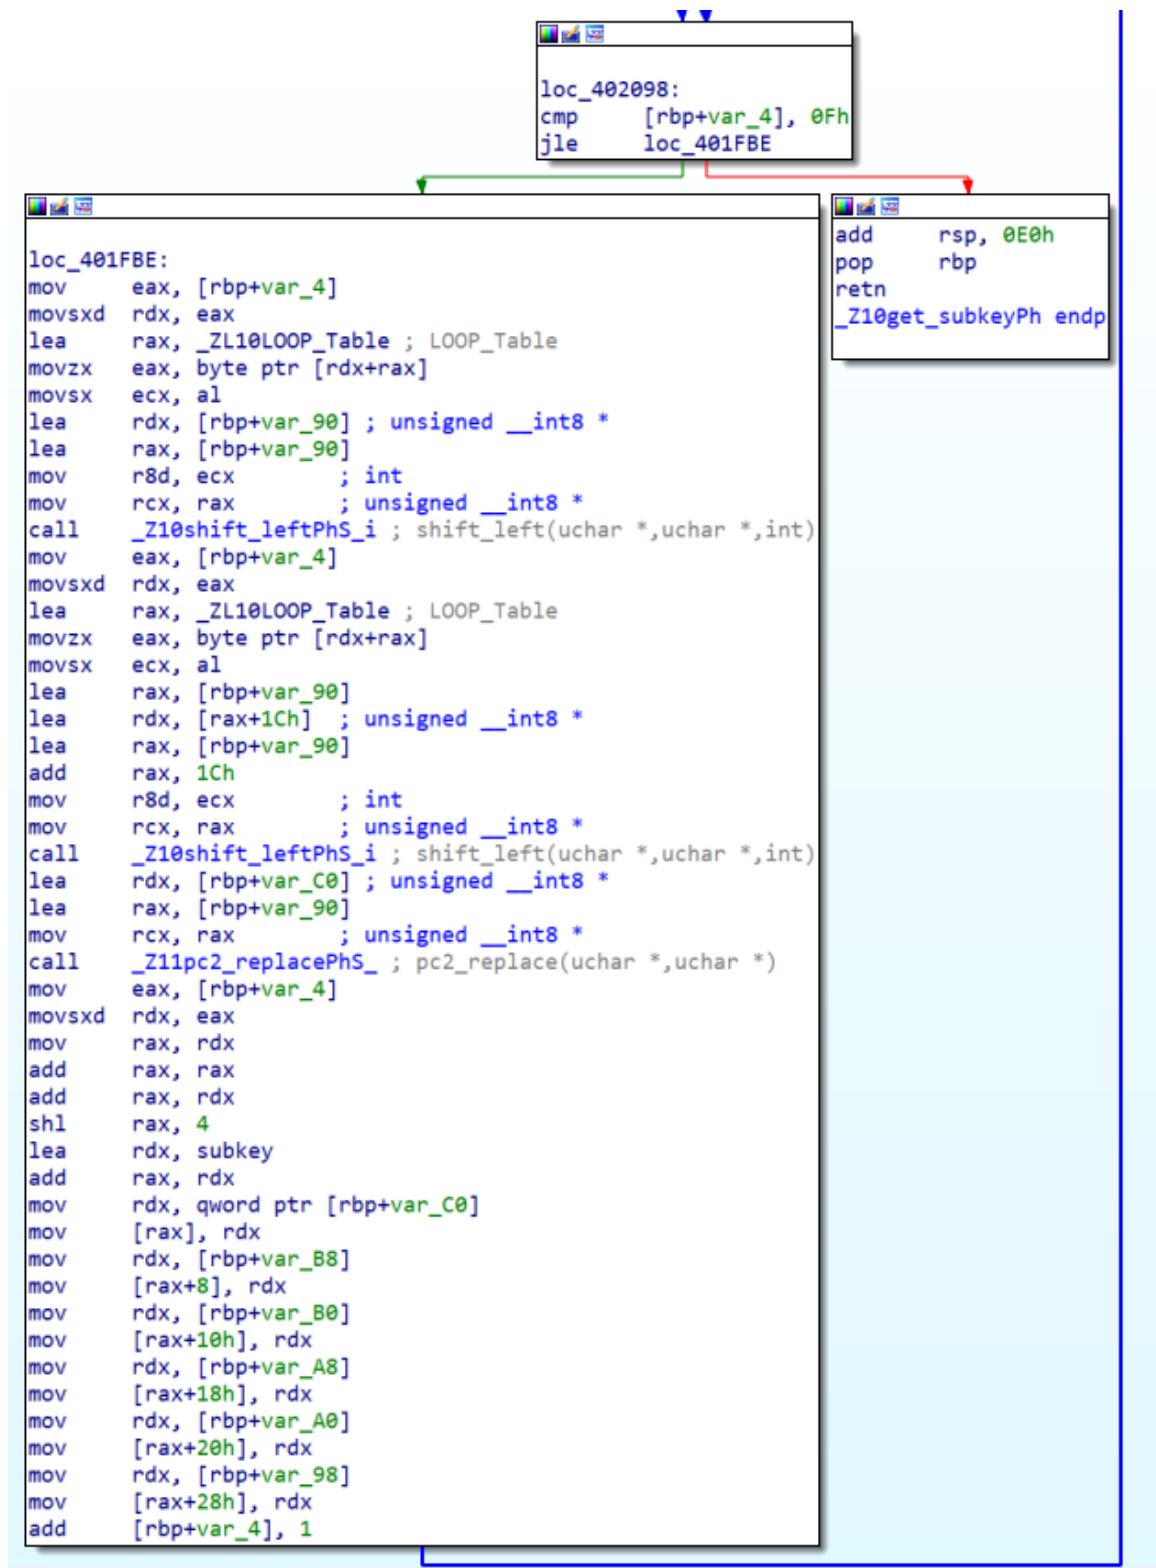 loc_402098:
cmp [rbp+var_4], 0Fh
jle loc_401FBE
loc_401FBE:
mov eax, [rbp+var_4]
movsxd rdx, eax
lea rax, _ZL10LOOP_Table ; LOOP_Table
movzx eax, byte ptr [rdx+rax]
movsx ecx, al
lea rdx, [rbp+var_90] ; unsigned __int8 *
lea rax, [rbp+var_90]
mov r8d, ecx ; int
mov rcx, rax ; unsigned __int8 *
call _Z10shift_leftPhS_i ; shift_left(uchar *,uchar *,int)
mov eax, [rbp+var_4]
movsxd rdx, eax
lea rax, _ZL10LOOP_Table ; LOOP_Table
movzx eax, byte ptr [rdx+rax]
movsx ecx, al
lea rax, [rbp+var_90]
lea rdx, [rax+1Ch] ; unsigned __int8 *
lea rax, [rbp+var_90]
add rax, 1Ch
mov r8d, ecx ; int
mov rcx, rax ; unsigned __int8 *
call _Z10shift_leftPhS_i ; shift_left(uchar *,uchar *,int)
lea rdx, [rbp+var_C0] ; unsigned __int8 *
lea rax, [rbp+var_90]
mov rcx, rax ; unsigned __int8 *
call _Z11pc2_replacePhS_ ; pc2_replace(uchar *,uchar *)
mov eax, [rbp+var_4]
movsxd rdx, eax
mov rax, rdx
add rax, rax
add rax, rdx
shl rax, 4
lea rdx, subkey
add rax, rdx
mov rdx, qword ptr [rbp+var_C0]
mov [rax], rdx
mov rdx, [rbp+var_B8]
mov [rax+8], rdx
mov rdx, [rbp+var_B0]
mov [rax+10h], rdx
mov rdx, [rbp+var_A8]
mov [rax+18h], rdx
mov rdx, [rbp+var_A0]
mov [rax+20h], rdx
mov rdx, [rbp+var_98]
mov [rax+28h], rdx
add [rbp+var_4], 1
add rsp, 0E0h
pop rbp
retn
_Z10get_subkeyPh endp